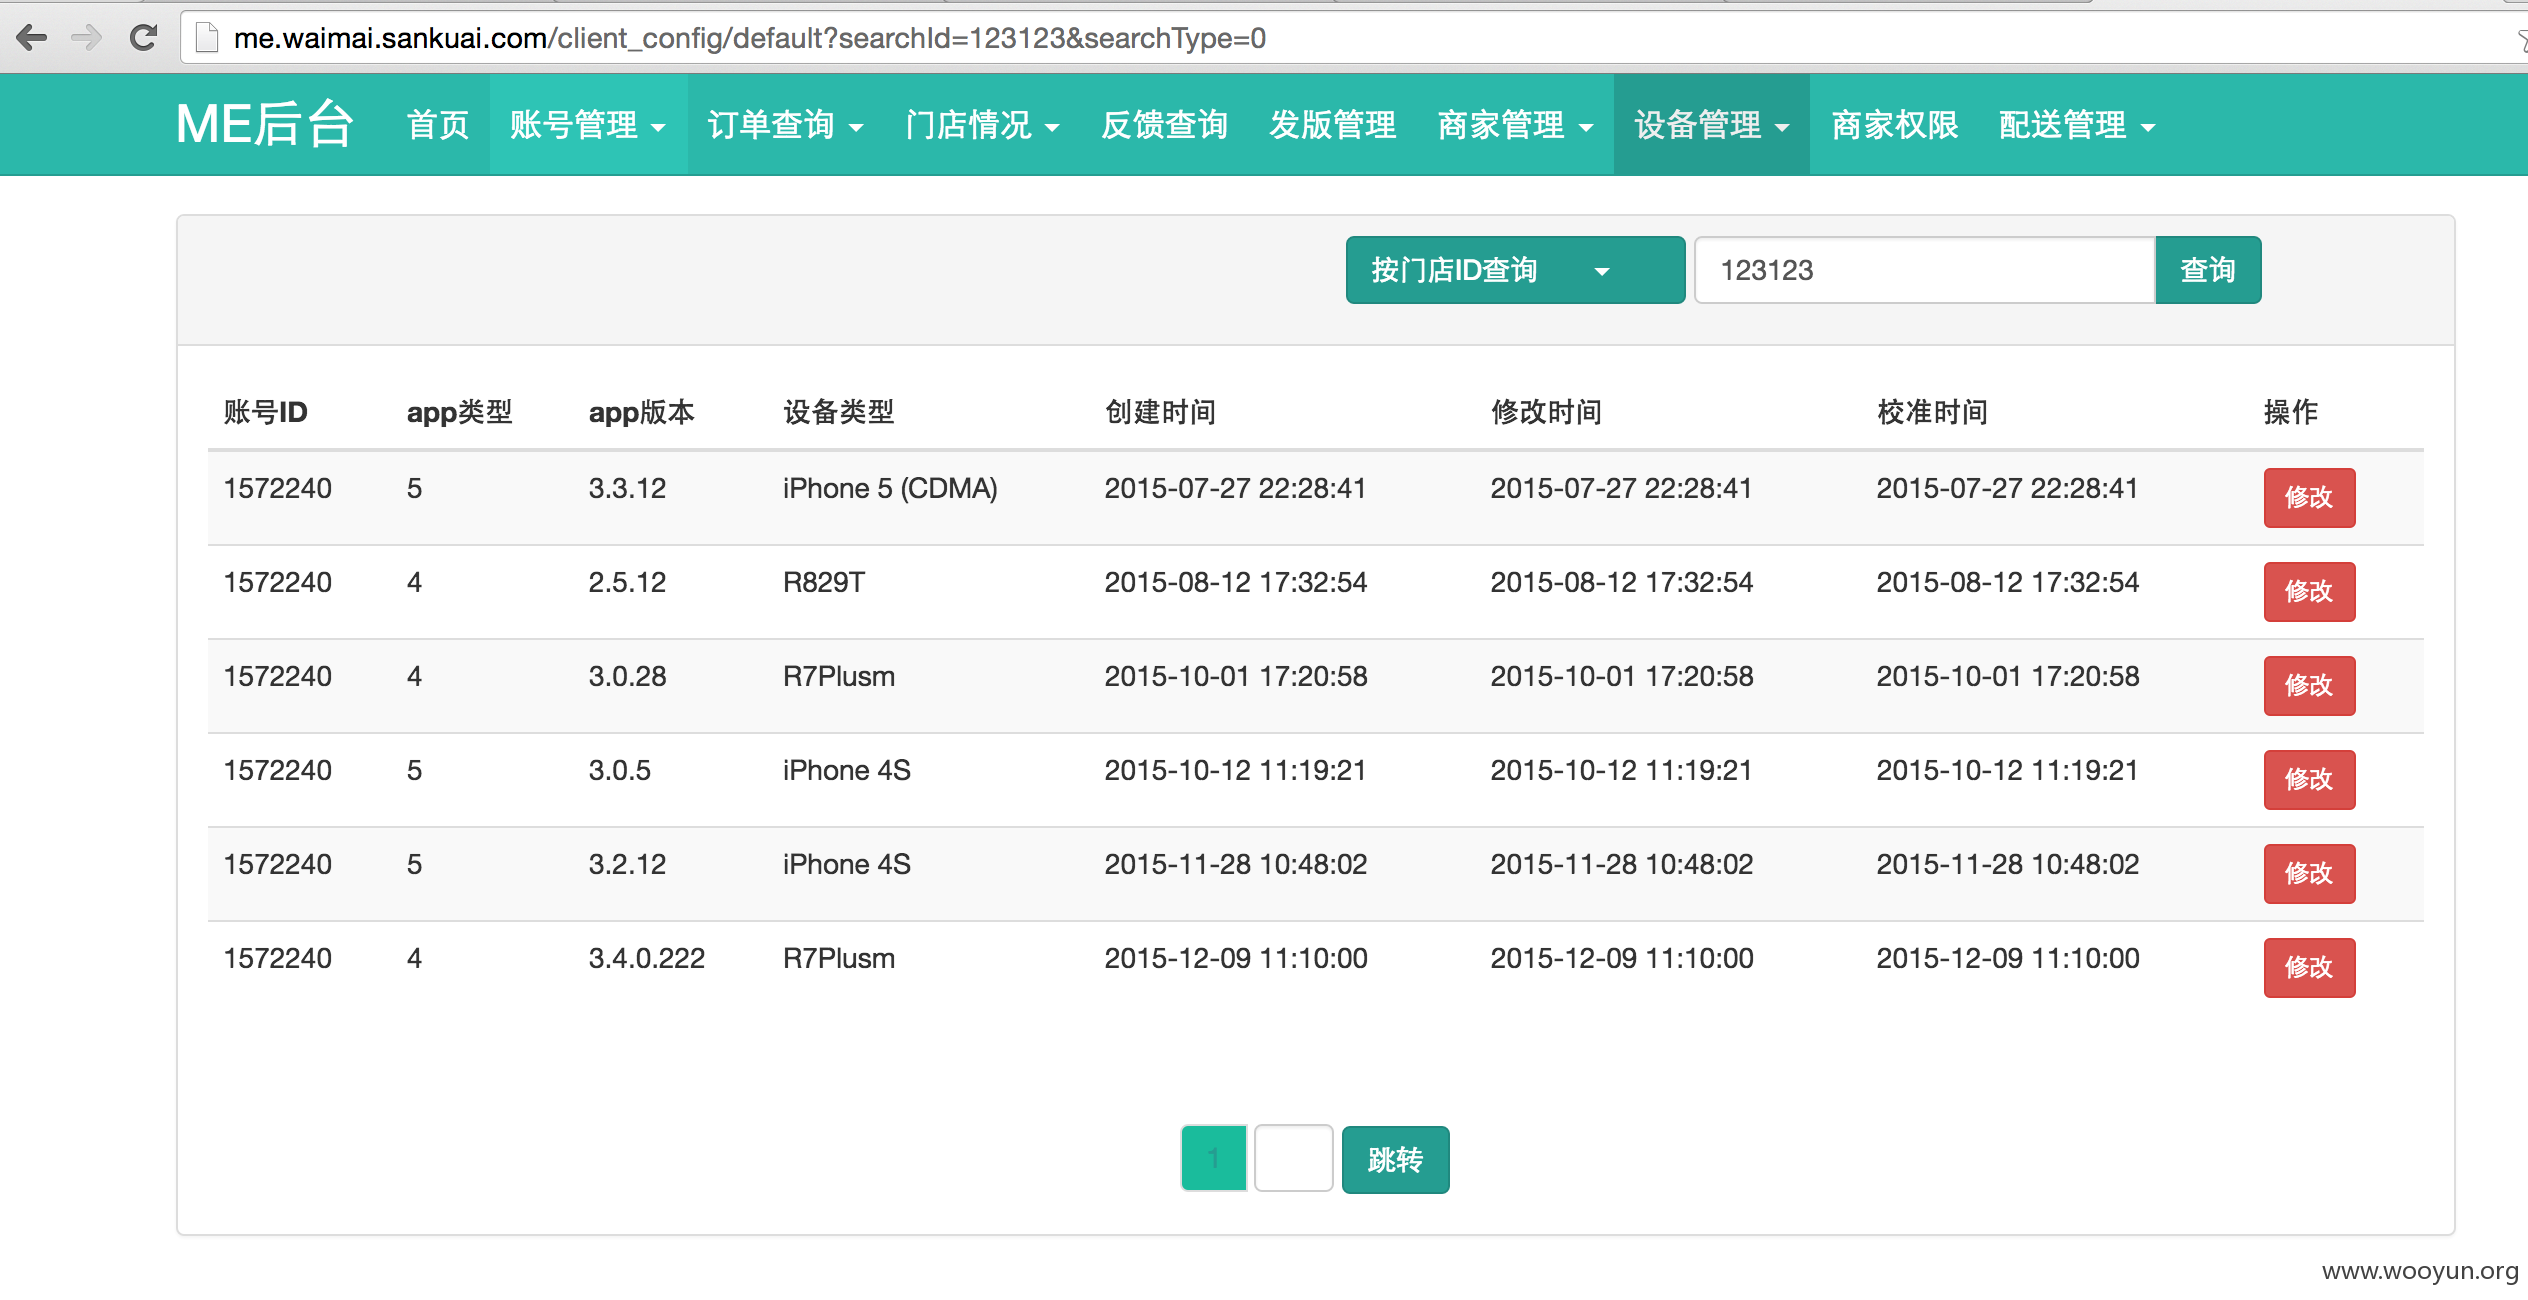 me.waimai.sankuai.com/client_config/default?searchId=123123&searchType=0
ME后台 首页 账号管理 订单查询 门店情况 反馈查询 发版管理 商家管理 设备管理 商家权限 配送管理
按门店ID查询 123123 查询
账号ID app类型 app版本 设备类型 创建时间 修改时间 校准时间 操作
1572240 5 3.3.12 iPhone 5 (CDMA) 2015-07-27 22:28:41 2015-07-27 22:28:41 2015-07-27 22:28:41 修改
1572240 4 2.5.12 R829T 2015-08-12 17:32:54 2015-08-12 17:32:54 2015-08-12 17:32:54 修改
1572240 4 3.0.28 R7Plusm 2015-10-01 17:20:58 2015-10-01 17:20:58 2015-10-01 17:20:58 修改
1572240 5 3.0.5 iPhone 4S 2015-10-12 11:19:21 2015-10-12 11:19:21 2015-10-12 11:19:21 修改
1572240 5 3.2.12 iPhone 4S 2015-11-28 10:48:02 2015-11-28 10:48:02 2015-11-28 10:48:02 修改
1572240 4 3.4.0.222 R7Plusm 2015-12-09 11:10:00 2015-12-09 11:10:00 2015-12-09 11:10:00 修改
1 跳转
www.wooyun.org